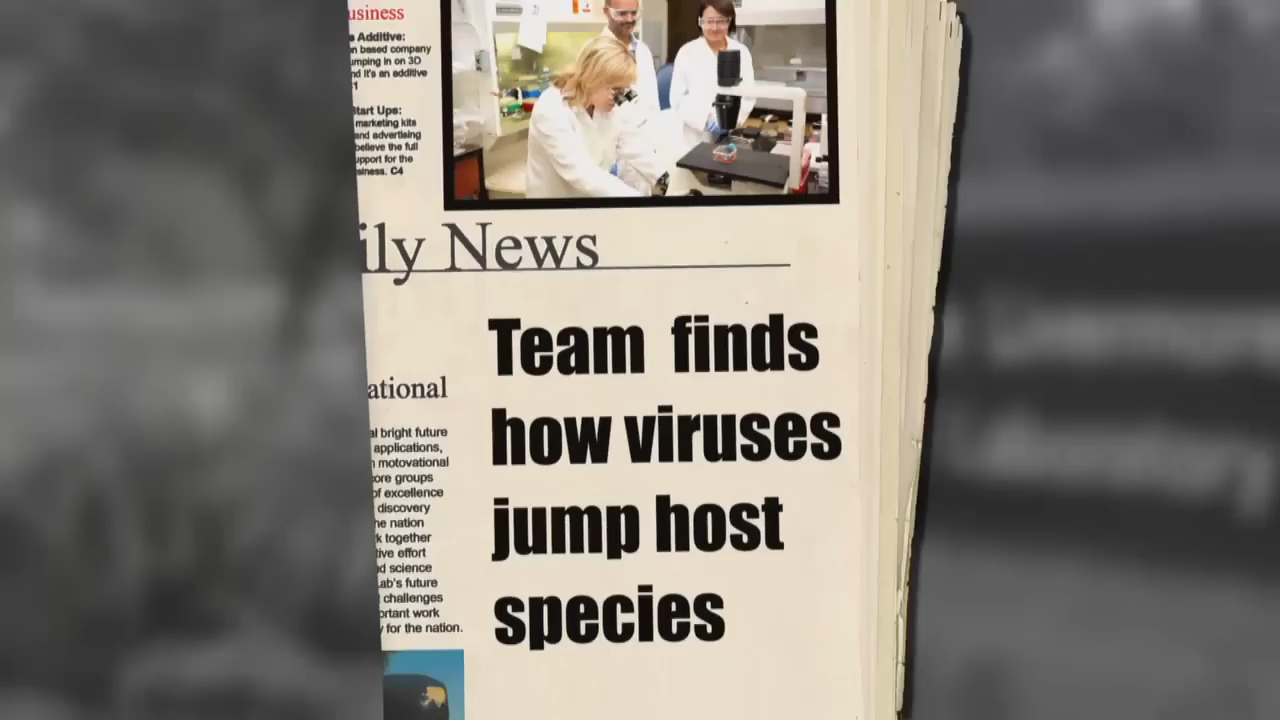 usiness
Additive:
n based company
umping in on 3D
nd it's an additive
Start Ups:
marketing kits
and advertising
believe the full
upport for the
siness. C4
ily News
Team finds
how viruses
jump host
species
ational
al bright future
applications,
n motovational
ore groups
of excellence
discovery
he nation
k together
tive effort
d science
ab's future
challenges
ortant work
y for the nation.